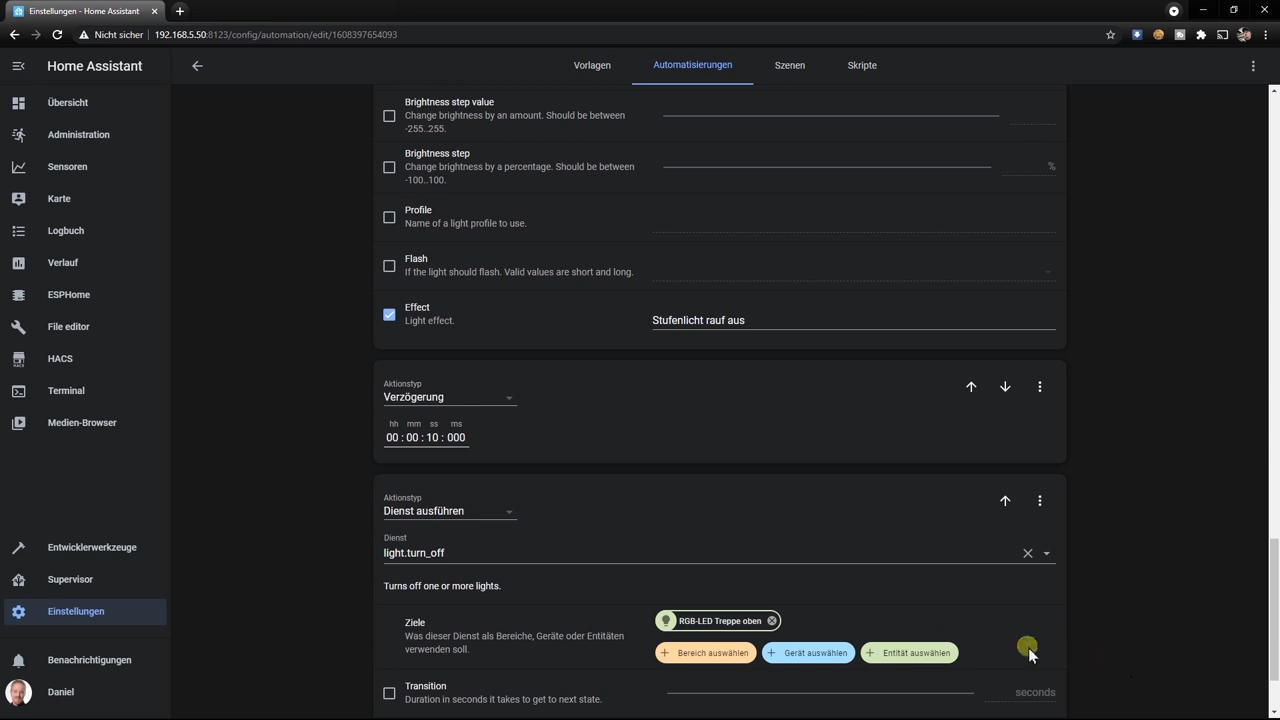 Einstellungen - Home Assistant
Nicht sicher
192.168.5.50:8123/config/automation/edit/1608397654093
Home Assistant
Vorlagen
Automatisierungen
Szenen
Skripte
Übersicht
Administration
Sensoren
Karte
Logbuch
Verlauf
ESPHome
File editor
HACS
HACS
Terminal
Medien-Browser
Entwicklerwerkzeuge
Supervisor
Einstellungen
Benachrichtigungen
Daniel
Brightness step value
Change brightness by an amount. Should be between
-255..255.
Brightness step
Change brightness by a percentage. Should be between
-100..100.
%
Profile
Name of a light profile to use.
Flash
If the light should flash. Valid values are short and long.
Effect
Light effect.
Stufenlicht rauf aus
Aktionstyp
Verzögerung
hh mm ss ms
00 : 00 : 10 : 000
Aktionstyp
Dienst ausführen
Dienst
light.turn_off
Turns off one or more lights.
Ziele
Was dieser Dienst als Bereiche, Geräte oder Entitäten
verwenden soll.
RGB-LED Treppe oben
Bereich auswählen
Gerät auswählen
Entität auswählen
Transition
Duration in seconds it takes to get to next state.
seconds